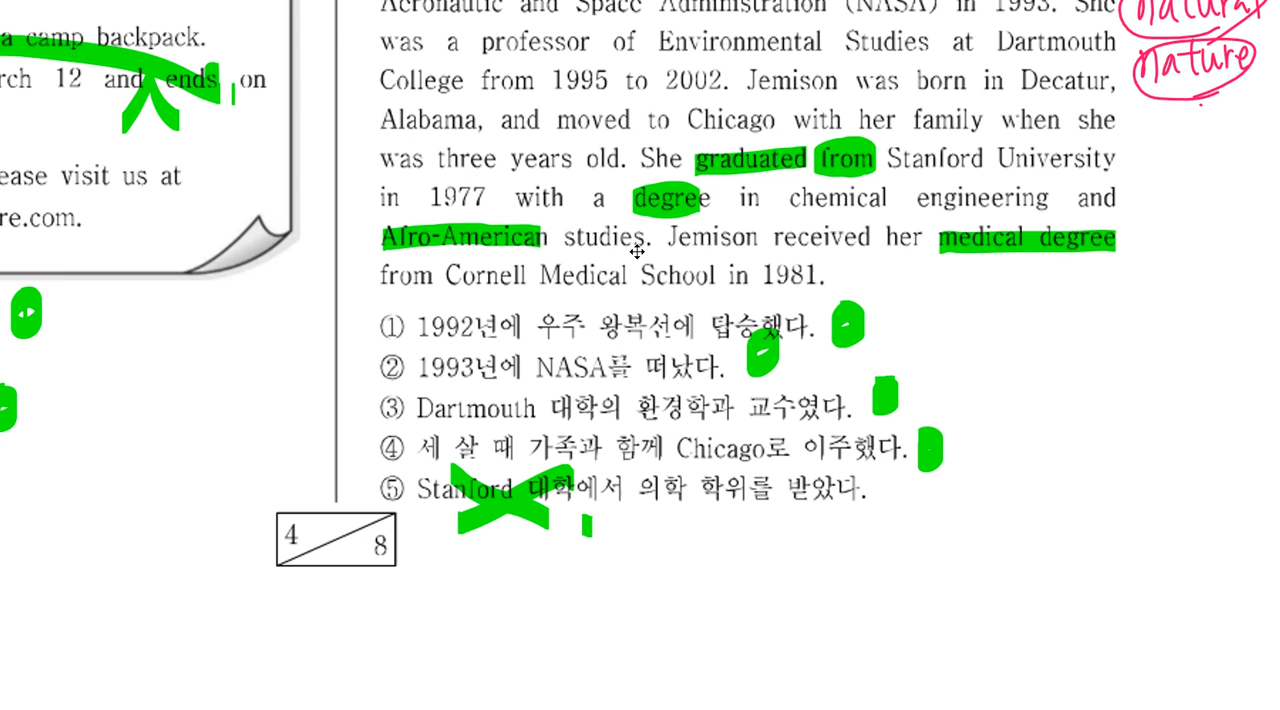 a camp backpack.
rch 12 and ends on
ease visit us at
re.com.
Aeronautic and Space Administration (NASA) in 1993. She
was a professor of Environmental Studies at Dartmouth
College from 1995 to 2002. Jemison was born in Decatur,
Alabama, and moved to Chicago with her family when she
was three years old. She graduated from Stanford University
in 1977 with a degree in chemical engineering and
Afro-American studies. Jemison received her medical degree
from Cornell Medical School in 1981.
① 1992년에 우주 왕복선에 탑승했다.
② 1993년에 NASA를 떠났다.
③ Dartmouth 대학의 환경학과 교수였다.
④ 세 살 때 가족과 함께 Chicago로 이주했다.
⑤ Stanford 대학에서 의학 학위를 받았다.
4 8
natural
nature